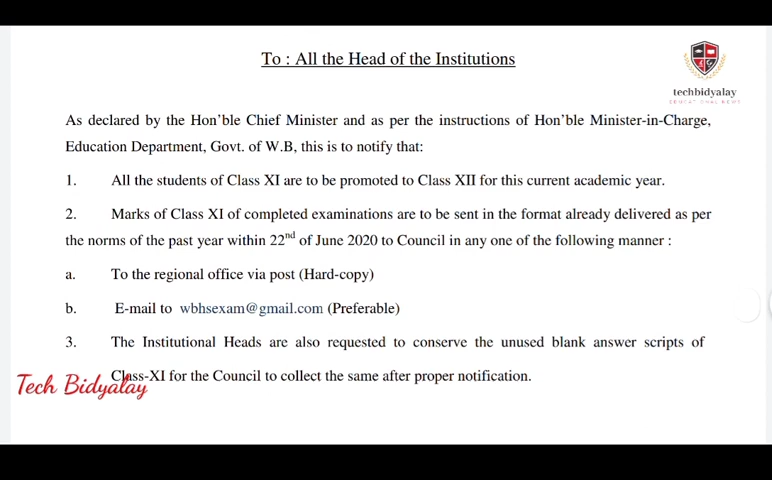 To : All the Head of the Institutions
techbidyalay
EDUCATIONAL NEWS
As declared by the Hon'ble Chief Minister and as per the instructions of Hon'ble Minister-in-Charge,
Education Department, Govt. of W.B, this is to notify that:
1. All the students of Class XI are to be promoted to Class XII for this current academic year.
2. Marks of Class XI of completed examinations are to be sent in the format already delivered as per
the norms of the past year within 22nd of June 2020 to Council in any one of the following manner :
a. To the regional office via post (Hard-copy)
b. E-mail to wbhsexam@gmail.com (Preferable)
3. The Institutional Heads are also requested to conserve the unused blank answer scripts of
Class-XI for the Council to collect the same after proper notification.
Tech Bidyalay